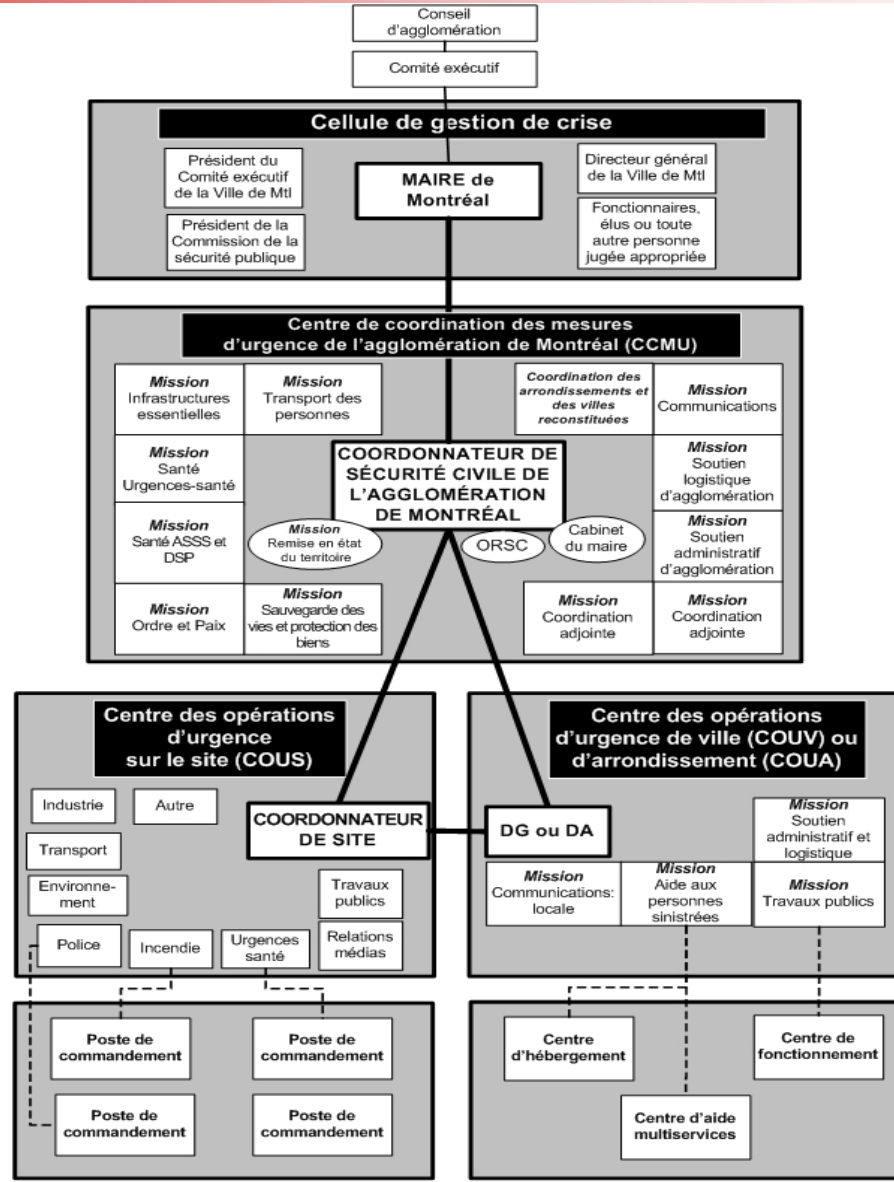 Conseil
d'agglomération
Comité exécutif
Cellule de gestion de crise
Président du
Comité exécutif
de la Ville de Mtl
Président de la
Commission de la
sécurité publique
MAIRE de
Montréal
Directeur général
de la Ville de Mtl
Fonctionnaires,
élus ou toute
autre personne
jugée appropriée
Centre de coordination des mesures
d'urgence de l'agglomération de Montréal (CCMU)
Mission
Infrastructures
essentielles
Mission
Transport des
personnes
Coordination des
arrondissements et
des villes
reconstituées
Mission
Communications
Mission
Santé
Urgences-santé
COORDONNATEUR DE
SÉCURITÉ CIVILE DE
L'AGGLOMÉRATION
DE MONTRÉAL
Mission
Soutien
logistique
d'agglomération
Mission
Santé ASSS et
DSP
Mission
Remise en état
du territoire
ORSC
Cabinet
du maire
Mission
Soutien
administratif
d'agglomération
Mission
Ordre et Paix
Mission
Sauvegarde des
vies et protection des
biens
Mission
Coordination
adjointe
Mission
Coordination
adjointe
Centre des opérations
d'urgence
sur le site (COUS)
Industrie
Autre
Transport
Environne-
ment
COORDONNATEUR
DE SITE
Travaux
publics
Police
Incendie
Urgences
santé
Relations
médias
Poste de
commandement
Poste de
commandement
Poste de
commandement
Poste de
commandement
Centre des opérations
d'urgence de ville (COUV) ou
d'arrondissement (COUA)
DG ou DA
Mission
Soutien
administratif et
logistique
Mission
Communications:
locale
Mission
Aide aux
personnes
sinistrées
Mission
Travaux publics
Centre
d'hébergement
Centre de
fonctionnement
Centre d'aide
multiservices